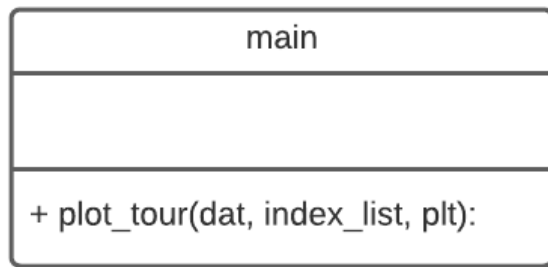 main
+ plot_tour(dat, index_list, plt):